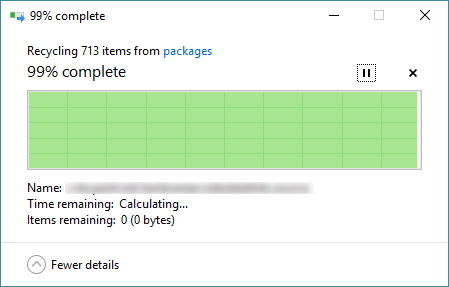 99% complete
Recycling 713 items from packages
99% complete
Name:
Time remaining: Calculating...
Items remaining: 0 (0 bytes)
Fewer details